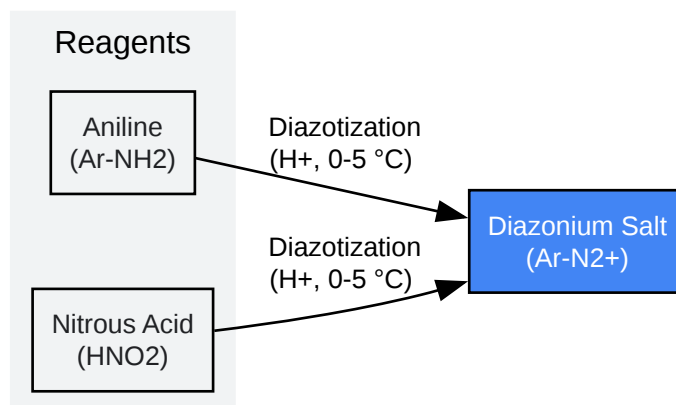 Reagents
Aniline
(Ar-NH2)
Diazotization
(H+, 0-5 °C)
Diazonium Salt
(Ar-N2+)
Diazotization
(H+, 0-5 °C)
Nitrous Acid
(HNO2)